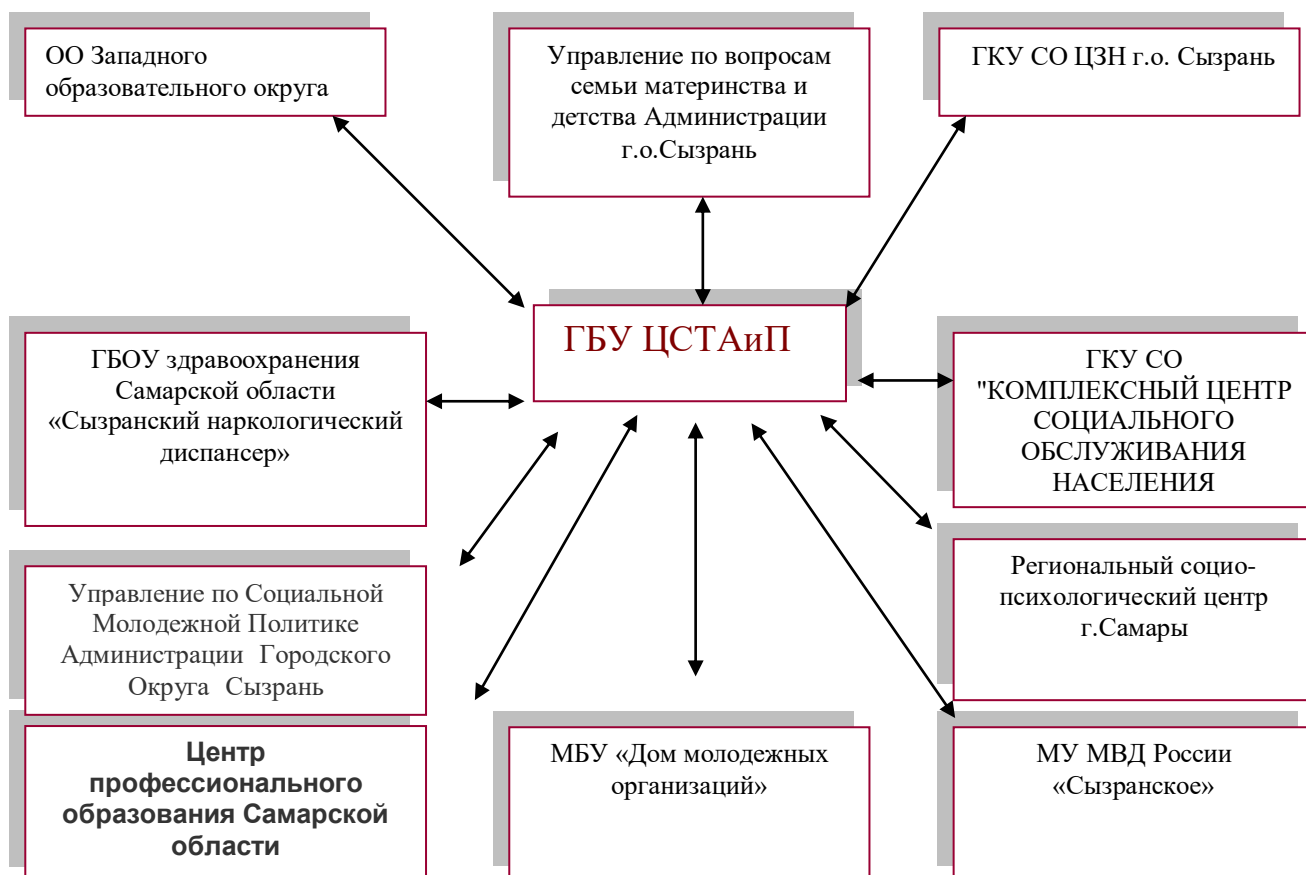 ОО Западного
образовательного округа
Управление по вопросам
семьи материнства и
детства Администрации
г.о.Сызрань
ГКУ СО ЦЗН г.о. Сызрань
ГБУ ЦСТАиП
ГБОУ здравоохранения
Самарской области
«Сызранский наркологический
диспансер»
ГКУ СО
"КОМПЛЕКСНЫЙ ЦЕНТР
СОЦИАЛЬНОГО
ОБСЛУЖИВАНИЯ
НАСЕЛЕНИЯ
Управление по Социальной
Молодежной Политике
Администрации Городского
Округа Сызрань
Региональный социо-
психологический центр
г.Самары
Центр
профессионального
образования Самарской
области
МБУ «Дом молодежных
организаций»
МУ МВД России
«Сызранское»